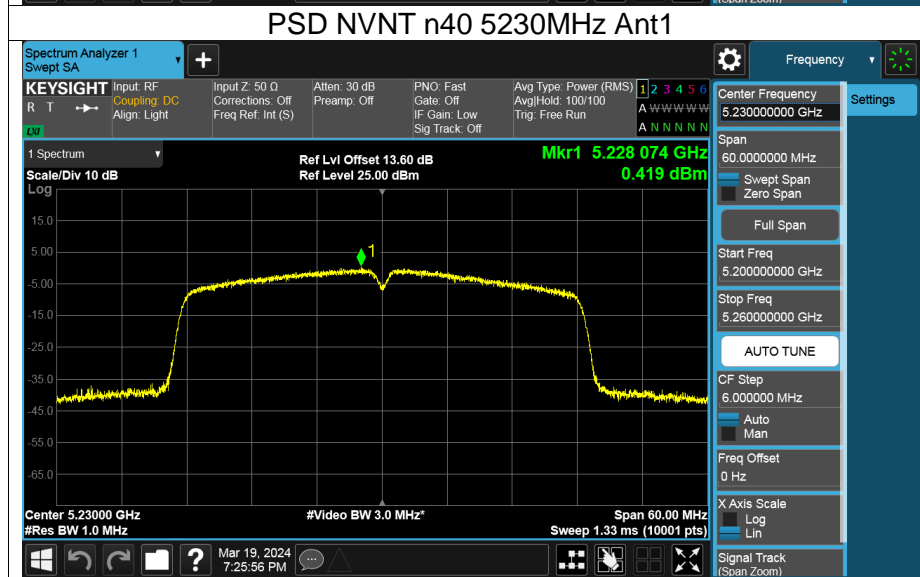 (Span Zoom)
PSD NVNT n40 5230MHz Ant1
Spectrum Analyzer 1
Swept SA
Frequency
KEYSIGHT
R T
LXI
Input: RF
Coupling: DC
Align: Light
Input Z: 50 Ω
Corrections: Off
Freq Ref: Int (S)
Atten: 30 dB
Preamp: Off
PNO: Fast
Gate: Off
IF Gain: Low
Sig Track: Off
Avg Type: Power (RMS)
Avg|Hold: 100/100
Trig: Free Run
1 2 3 4 5 6
A W W W W W
A N N N N N
1 Spectrum
Scale/Div 10 dB
Log
Ref Lvl Offset 13.60 dB
Ref Level 25.00 dBm
Mkr1 5.228 074 GHz
0.419 dBm
15.0
5.00
-5.00
-15.0
-25.0
-35.0
-45.0
-55.0
-65.0
1
Center 5.23000 GHz
#Res BW 1.0 MHz
#Video BW 3.0 MHz*
Span 60.00 MHz
Sweep 1.33 ms (10001 pts)
Center Frequency
5.230000000 GHz
Settings
Span
60.0000000 MHz
Swept Span
Zero Span
Full Span
Start Freq
5.200000000 GHz
Stop Freq
5.260000000 GHz
AUTO TUNE
CF Step
6.000000 MHz
Auto
Man
Freq Offset
0 Hz
X Axis Scale
Log
Lin
Signal Track
(Span Zoom)
?
Mar 19, 2024
7:25:56 PM